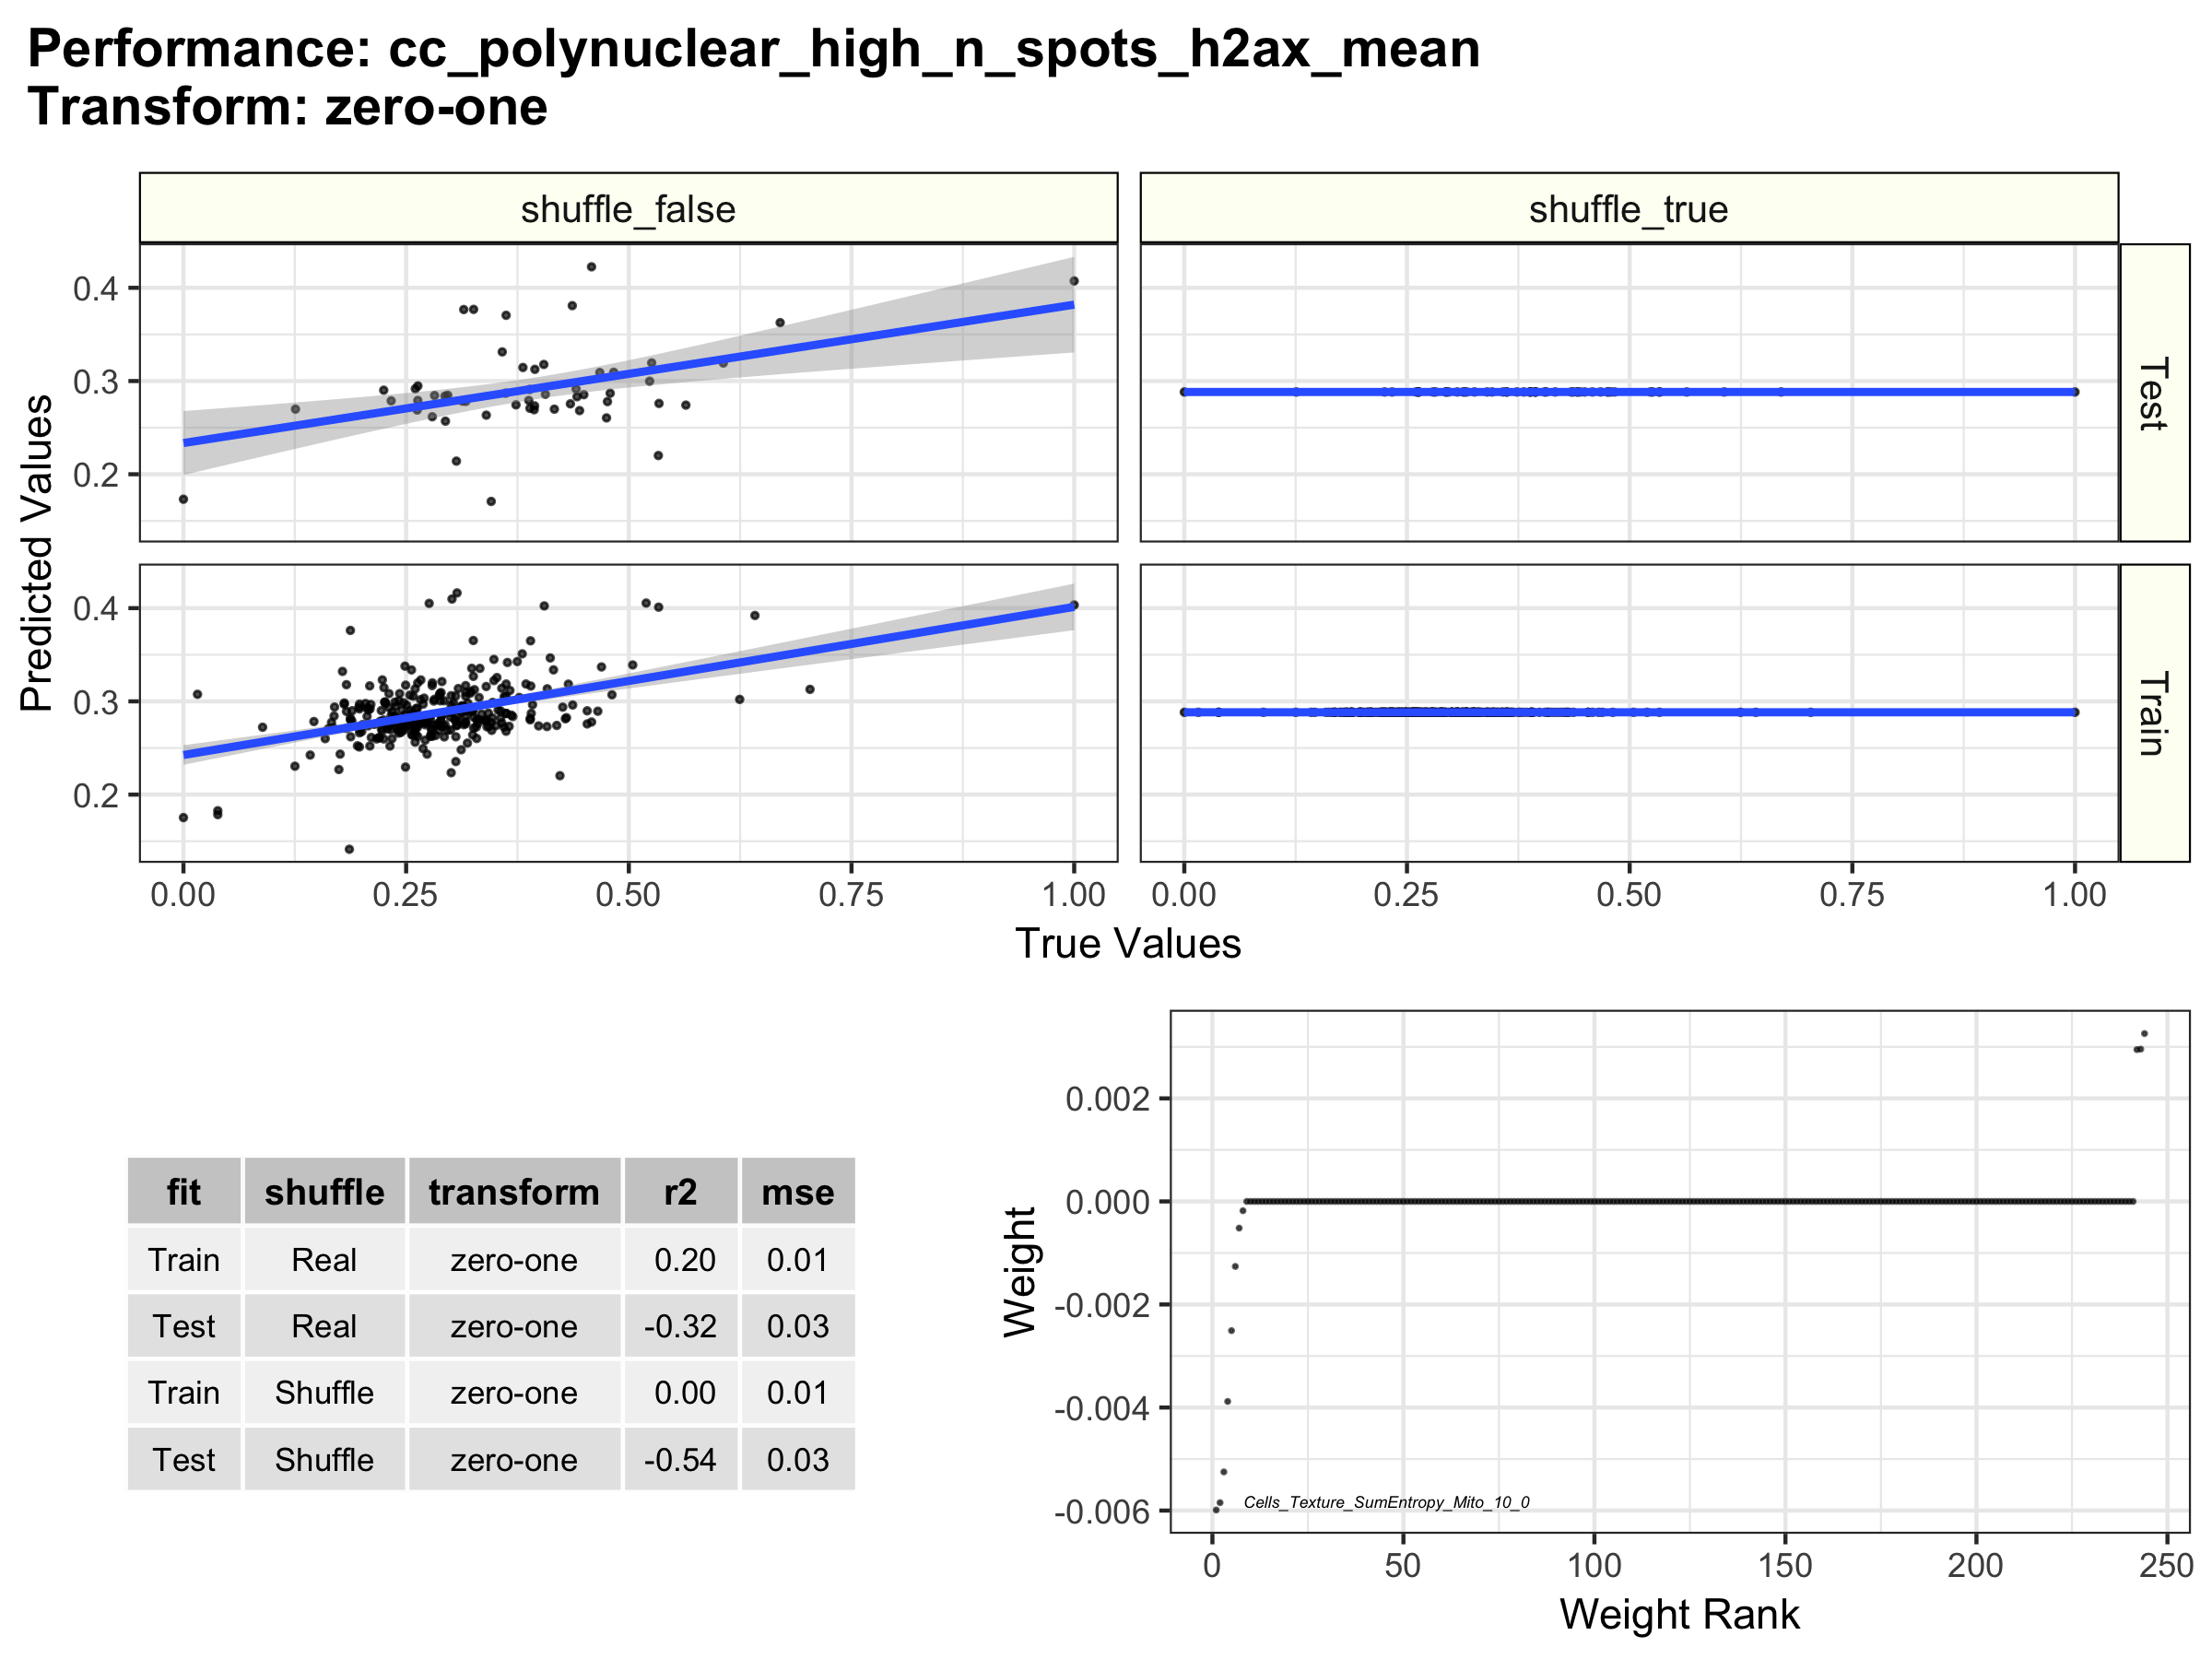 Performance: cc_polynuclear_high_n_spots_h2ax_mean
Transform: zero-one
shuffle_false
shuffle_true
0.4
0.3
0.2
Test
0.4
0.3
0.2
Train
Predicted Values
0.00
0.25
0.50
0.75
1.00
0.00
0.25
0.50
0.75
1.00
True Values
fit shuffle transform r2 mse
Train Real zero-one 0.20 0.01
Test Real zero-one -0.32 0.03
Train Shuffle zero-one 0.00 0.01
Test Shuffle zero-one -0.54 0.03
0.002
0.000
-0.002
-0.004
-0.006
Weight
Cells_Texture_SumEntropy_Mito_10_0
0
50
100
150
200
250
Weight Rank